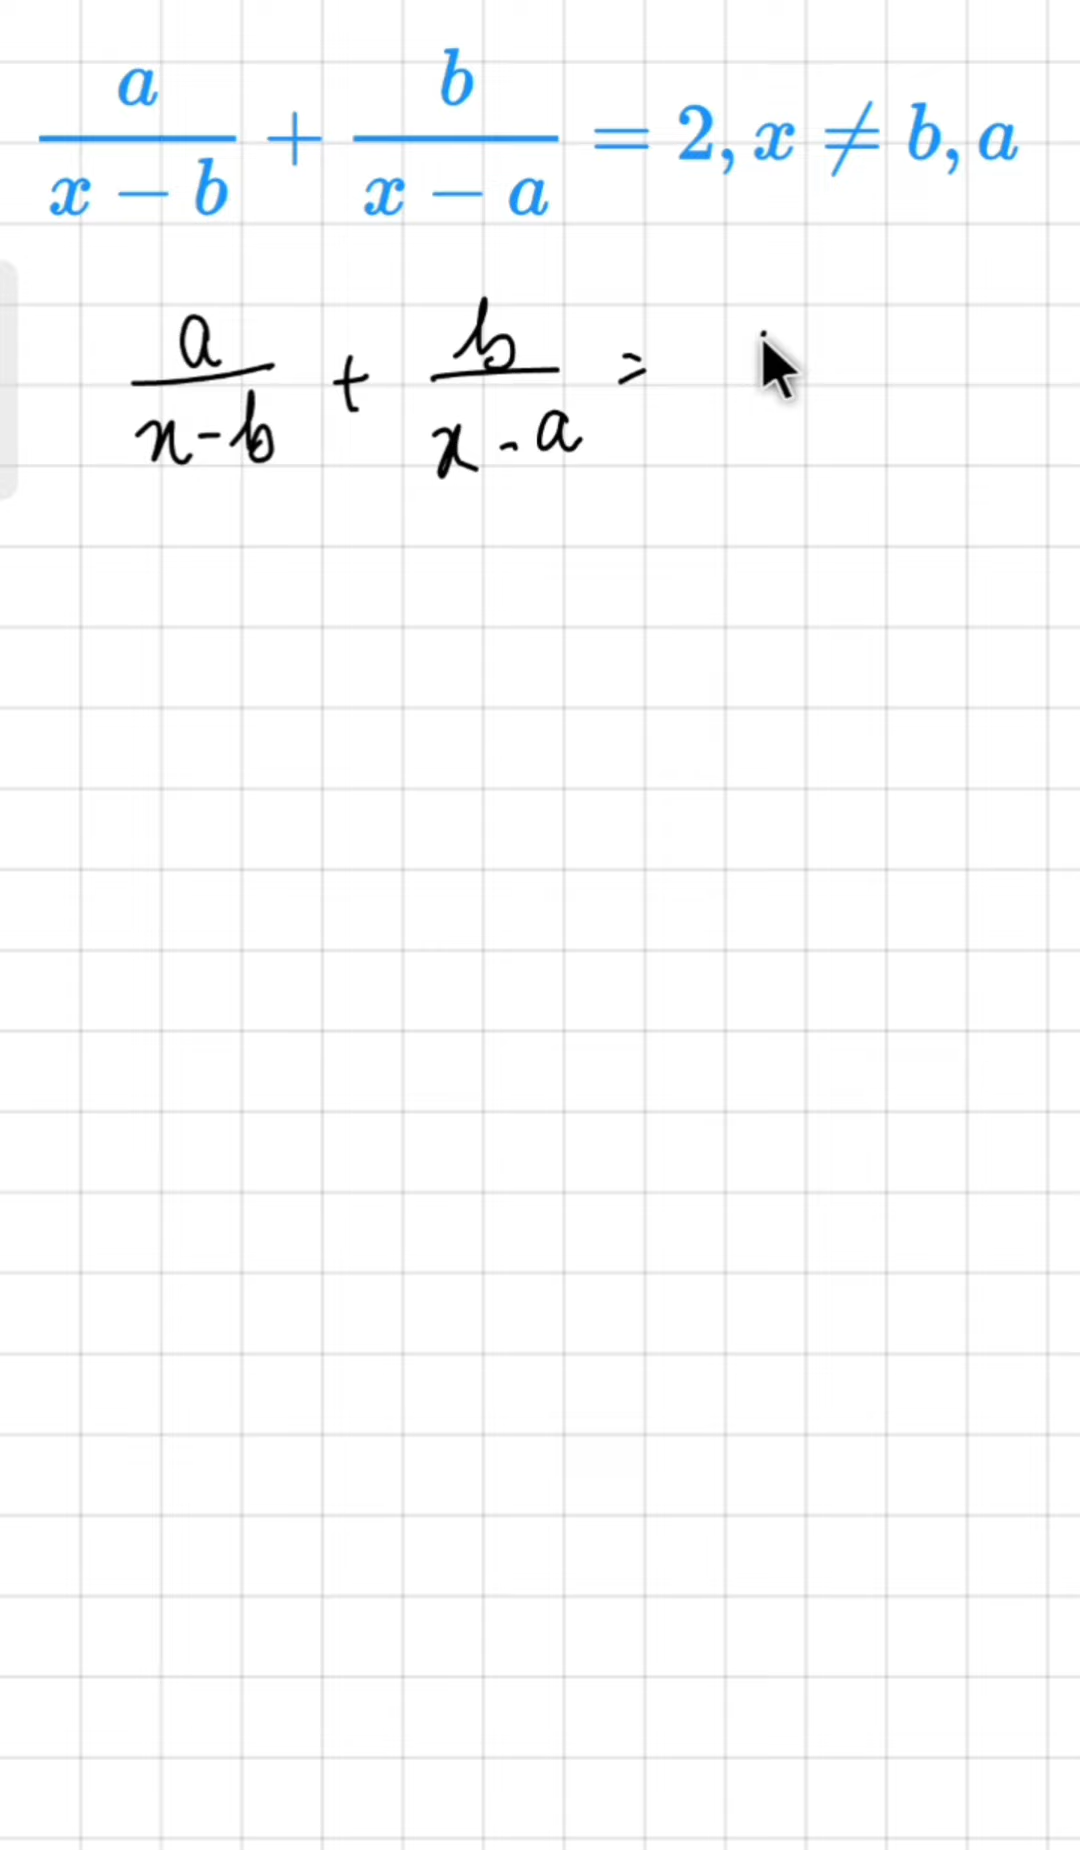 a/(x − b) + b/(x − a) = 2, x ≠ b, a
a/(x-b) + b/(x-a) =